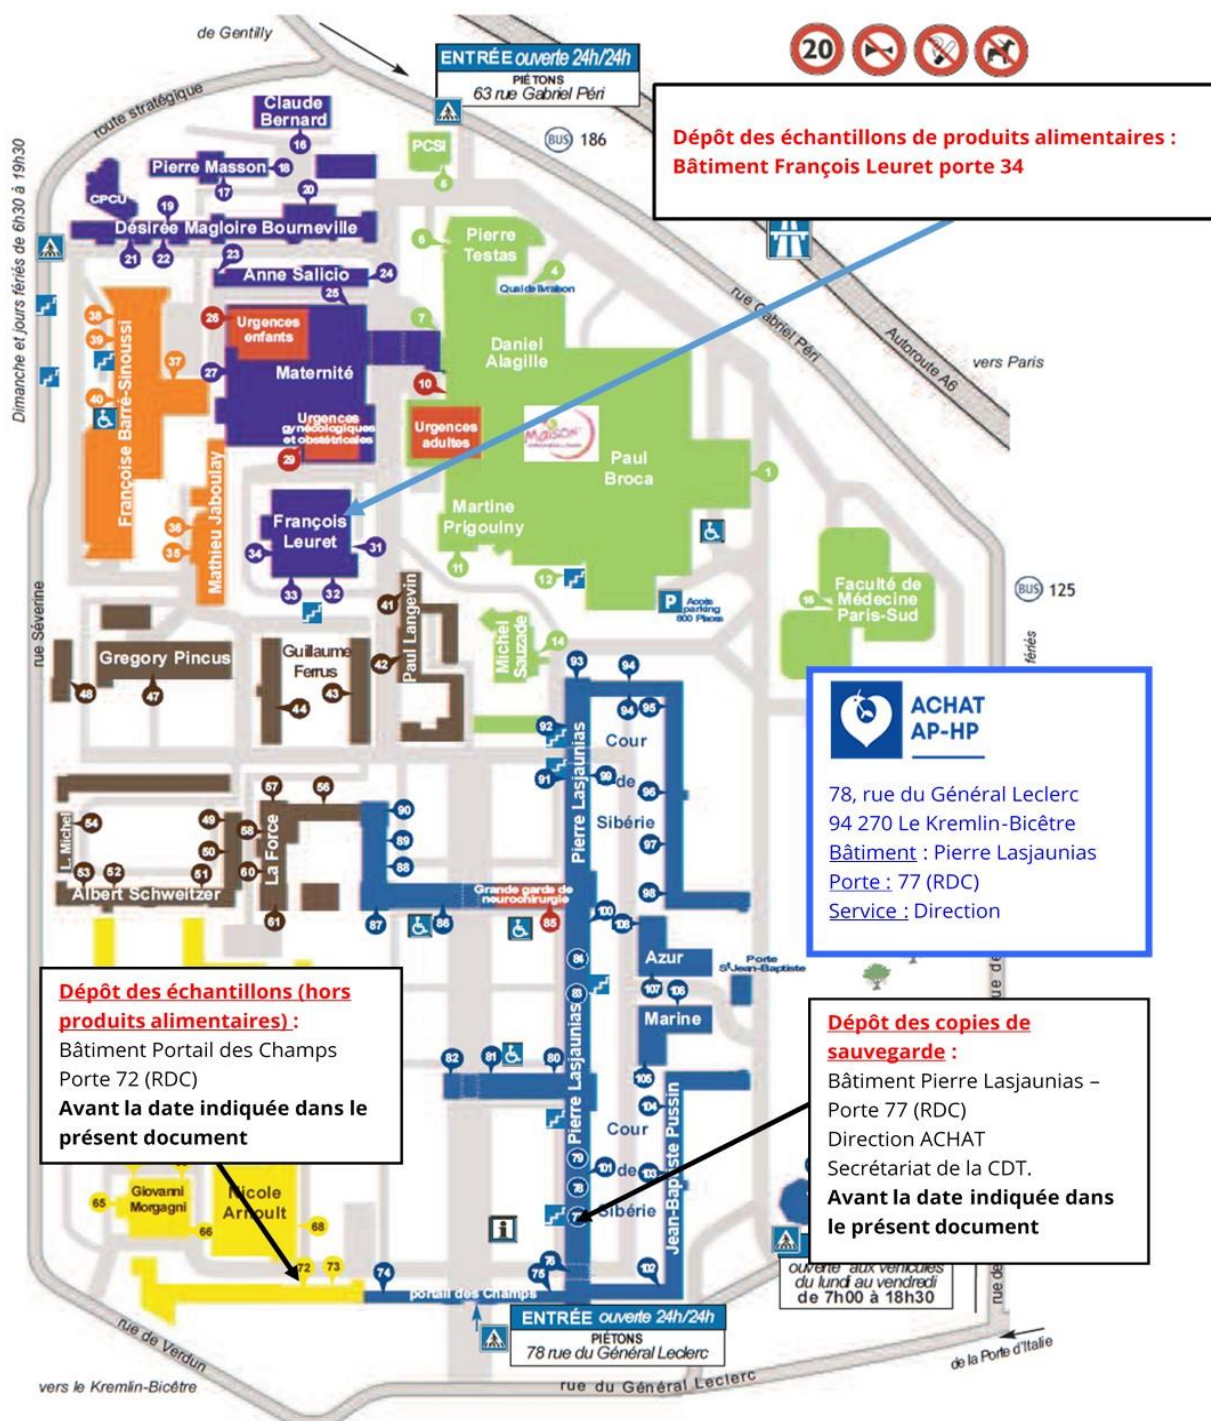 de Gentilly
ENTRÉE ouverte 24h/24h
PIÉTONS
63 rue Gabriel Péri
20
route stratégique
BUS 186
Dépôt des échantillons de produits alimentaires :
Bâtiment François Leuret porte 34
Claude
Bernard
16
PCSI
Pierre Masson 18
17
CPCU
20
19
Désirée Magloire Bourneville
21
22
Dimanche et jours fériés de 6h30 à 19h30
23
Anne Salicio
24
25
6
Pierre
Testas
4
Quai de livraison
rue Gabriel Péri
Autoroute A6
vers Paris
38
39
37
40
Françoise Barré-Sinoussi
26
Urgences
enfants
27
Maternité
7
Daniel
Alagille
10
Urgences
gynécologiques
et obstétricales
29
Urgences
adultes
Maison
Paul
Broca
1
Mathieu Jaboulay
36
35
François
Leuret
34
31
33
32
Martine
Prigoulny
11
12
P
Accès
parking
800 Places
Faculté de
Médecine
Paris-Sud
BUS 125
fériés
rue Séverine
41
Paul Langevin
42
Michel
Sauzade
14
Gregory Pincus
48
47
Guillaume
Ferrus
43
44
93
94
94
95
92
Cour
91
99
de
96
Sibérie
97
98
Pierre Lasjaunias
ACHAT
AP-HP
78, rue du Général Leclerc
94 270 Le Kremlin-Bicêtre
Bâtiment : Pierre Lasjaunias
Porte : 77 (RDC)
Service : Direction
57
56
90
L. Michel
54
49
58
La Force
89
50
88
53
52
51
60
Albert Schweitzer
61
Grande garde de
neurochirurgie
87
86
85
100
108
84
Azur
Porte
St Jean-Baptiste
107
106
83
Marine
rue de
Dépôt des échantillons (hors
produits alimentaires) :
Bâtiment Portail des Champs
Porte 72 (RDC)
Avant la date indiquée dans le
présent document
Dépôt des copies de
sauvegarde :
Bâtiment Pierre Lasjaunias –
Porte 77 (RDC)
Direction ACHAT
Secrétariat de la CDT.
Avant la date indiquée dans
le présent document
82
81
80
Pierre Lasjaunias
105
104
Cour
79
101
de
103
78
Sibérie
Jean-Baptiste Pussin
65
Giovanni
Morgagni
66
Nicole
Arnoult
68
i
72
73
74
75
76
102
portail des Champs
ouverte aux véhicules
du lundi au vendredi
de 7h00 à 18h30
rue de
ENTRÉE ouverte 24h/24h
PIÉTONS
78 rue du Général Leclerc
rue de Verdun
vers le Kremlin-Bicêtre
rue du Général Leclerc
de la Porte d'Italie